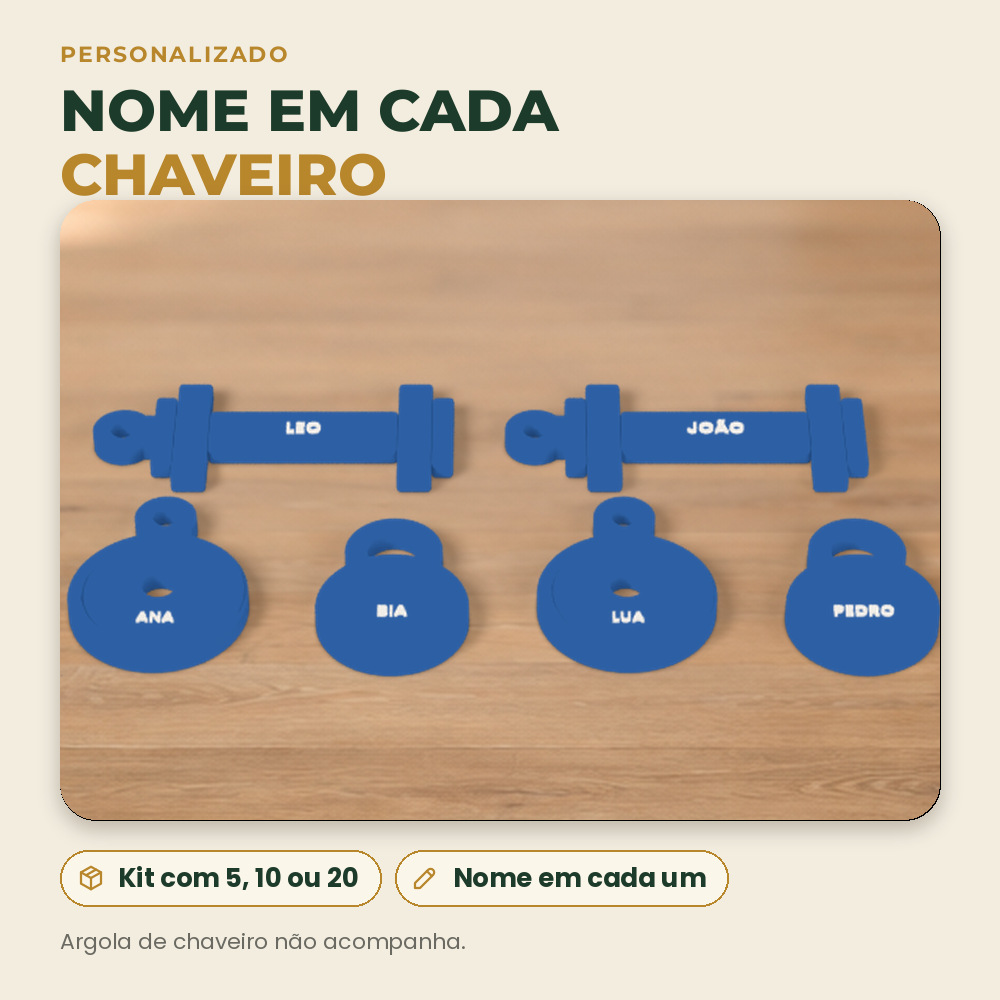 PERSONALIZADO
NOME EM CADA
CHAVEIRO
LEO
JOÃO
ANA
BIA
LUA
PEDRO
Kit com 5, 10 ou 20
Nome em cada um
Argola de chaveiro não acompanha.